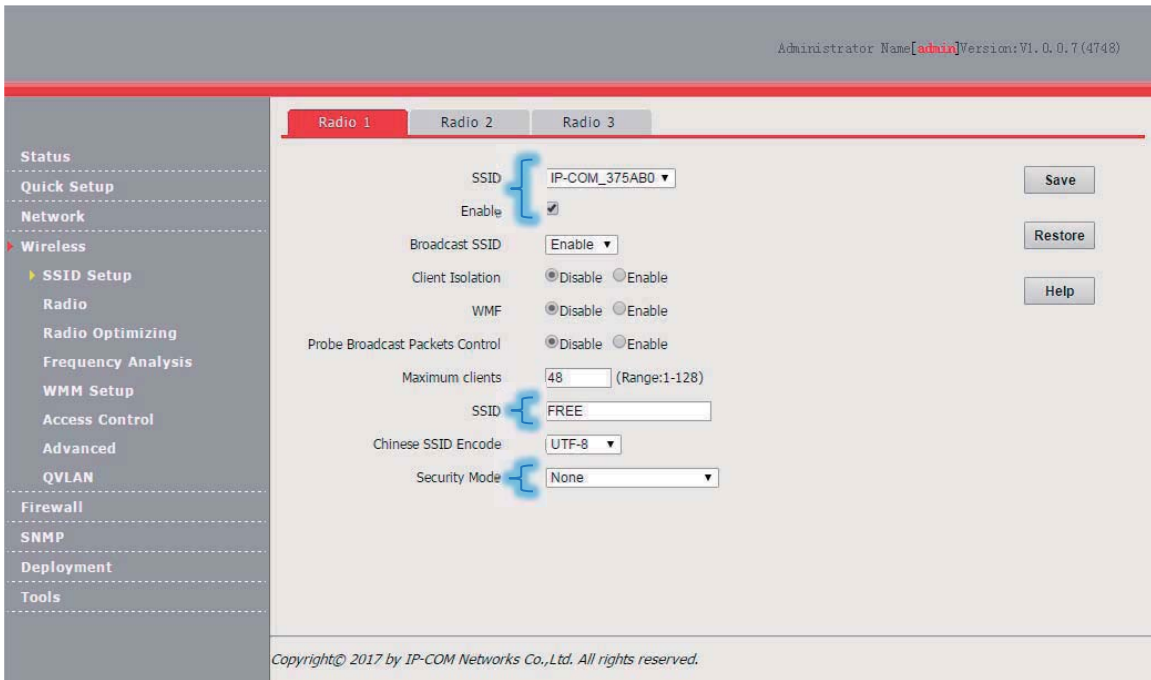 Administrator Name[admin]Version:V1.0.0.7(4748)
Radio 1 Radio 2 Radio 3
Status
Quick Setup
Network
Wireless
SSID Setup
Radio
Radio Optimizing
Frequency Analysis
WMM Setup
Access Control
Advanced
QVLAN
Firewall
SNMP
Deployment
Tools
SSID IP-COM_375AB0
Enable
Broadcast SSID Enable
Client Isolation Disable Enable
WMF Disable Enable
Probe Broadcast Packets Control Disable Enable
Maximum clients 48 (Range:1-128)
SSID FREE
Chinese SSID Encode UTF-8
Security Mode None
Save
Restore
Help
Copyright© 2017 by IP-COM Networks Co.,Ltd. All rights reserved.